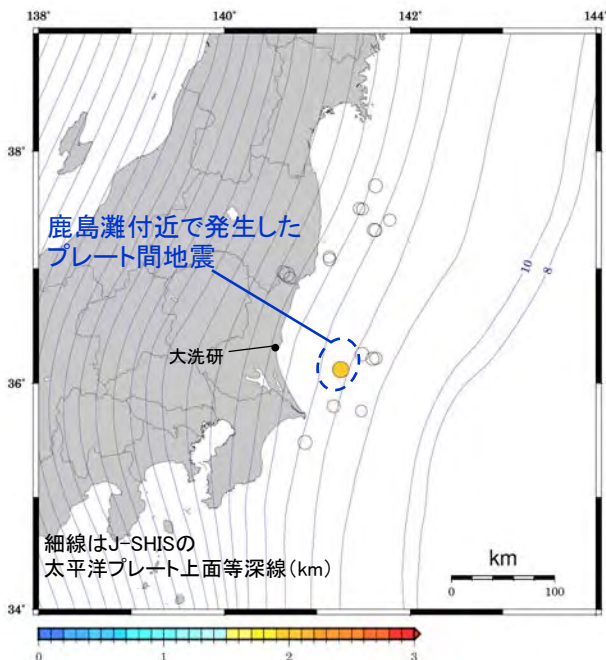 138°
140°
142°
144°
38°
36°
34°
鹿島灘付近で発生した
プレート間地震
大洗研
10
8
細線はJ-SHISの
太平洋プレート上面等深線(km)
km
0 100
0 1 2 3